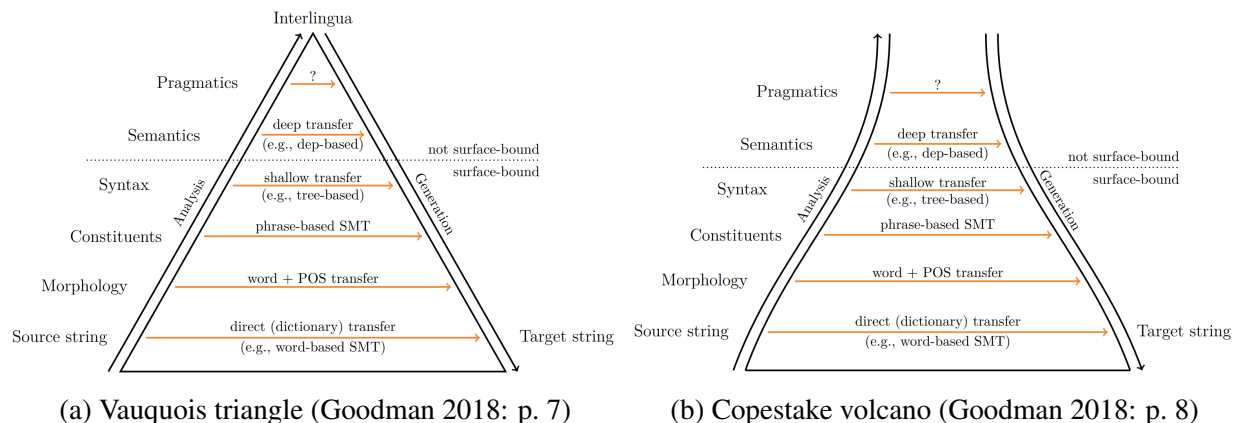 Interlingua
Pragmatics
?
Semantics
deep transfer
(e.g., dep-based)
not surface-bound
surface-bound
Syntax
shallow transfer
(e.g., tree-based)
Analysis
Generation
Constituents
phrase-based SMT
Morphology
word + POS transfer
Source string
direct (dictionary) transfer
(e.g., word-based SMT)
Target string
(a) Vauquois triangle (Goodman 2018: p. 7)
Pragmatics
?
Semantics
deep transfer
(e.g., dep-based)
not surface-bound
surface-bound
Syntax
shallow transfer
(e.g., tree-based)
Analysis
Generation
Constituents
phrase-based SMT
Morphology
word + POS transfer
Source string
direct (dictionary) transfer
(e.g., word-based SMT)
Target string
(b) Copestake volcano (Goodman 2018: p. 8)